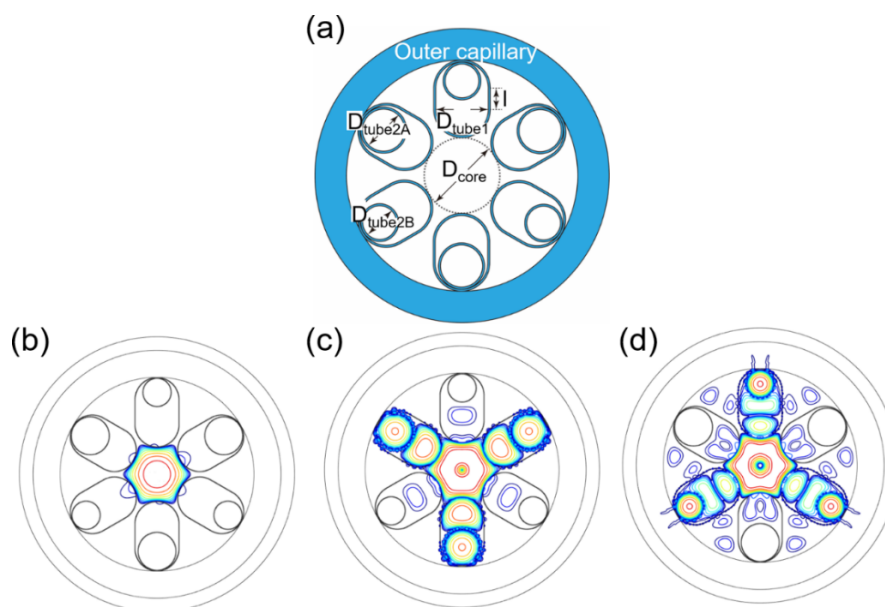 (a)
Outer capillary
l
D tube2A
D tube1
D core
D tube2B
(b)
(c)
(d)